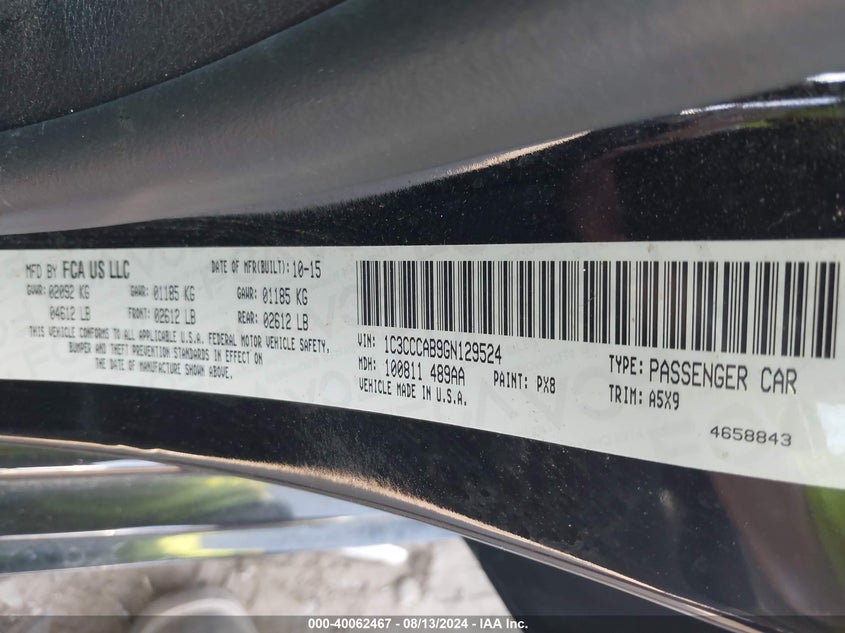 MFD BY FCA US LLC DATE OF MFR(BUILT): 10-15
GVWR: 02092 KG GAWR: 01185 KG GAWR: 01185 KG
04612 LB FRONT: 02612 LB REAR: 02612 LB
THIS VEHICLE CONFORMS TO ALL APPLICABLE U.S.A. FEDERAL MOTOR VEHICLE SAFETY,
BUMPER AND THEFT PREVENTION STANDARDS IN EFFECT ON
THE DATE OF MANUFACTURE SHOWN ABOVE.
VIN: 1C3CCCAB9GN129524
MDH: 100811 489AA PAINT: PX8
VEHICLE MADE IN U.S.A.
TYPE: PASSENGER CAR
TRIM: A5X9
4658843
000-40062467 - 08/13/2024 - IAA Inc.